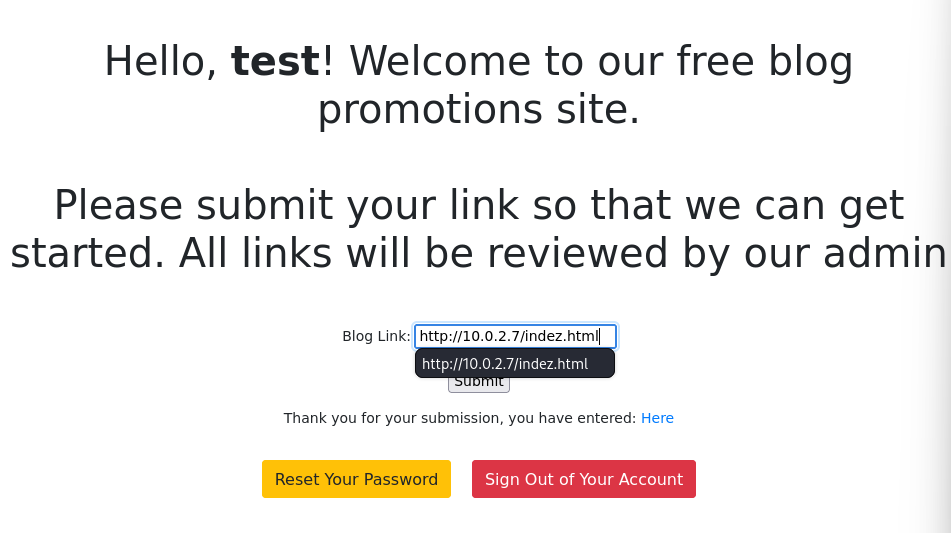 Hello, test! Welcome to our free blog
promotions site.
Please submit your link so that we can get
started. All links will be reviewed by our admin
Blog Link: http://10.0.2.7/indez.html
http://10.0.2.7/index.html
Submit
Thank you for your submission, you have entered: Here
Reset Your Password Sign Out of Your Account